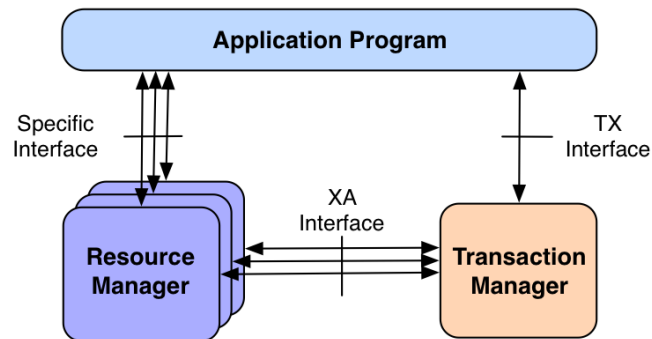 Application Program
Specific
Interface
TX
Interface
XA
Interface
Resource
Manager
Transaction
Manager